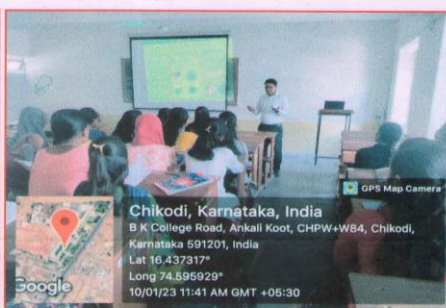 GPS Map Camera
Chikodi, Karnataka, India
B K College Road, Ankali Koot, CHPW+W84, Chikodi,
Karnataka 591201, India
Lat 16.437317°
Long 74.595929°
10/01/23 11:41 AM GMT +05:30
Google